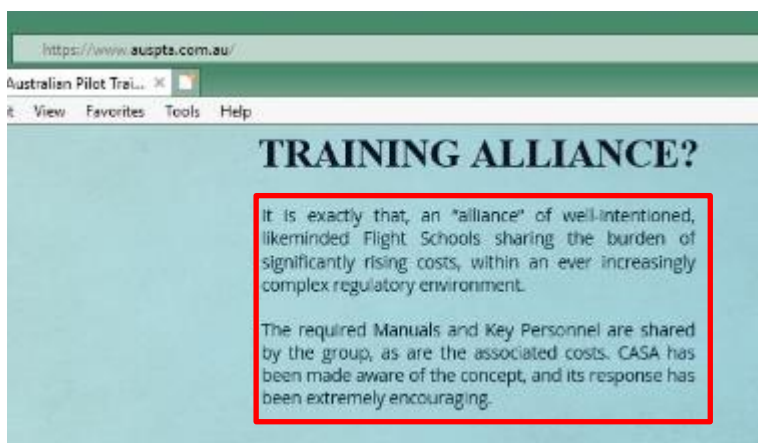 https://www.auspta.com.au/
Australian Pilot Trai...
View Favorites Tools Help
TRAINING ALLIANCE?
It is exactly that, an "alliance" of well-intentioned,
likeminded Flight Schools sharing the burden of
significantly rising costs, within an ever increasingly
complex regulatory environment.
The required Manuals and Key Personnel are shared
by the group, as are the associated costs. CASA has
been made aware of the concept, and its response has
been extremely encouraging.